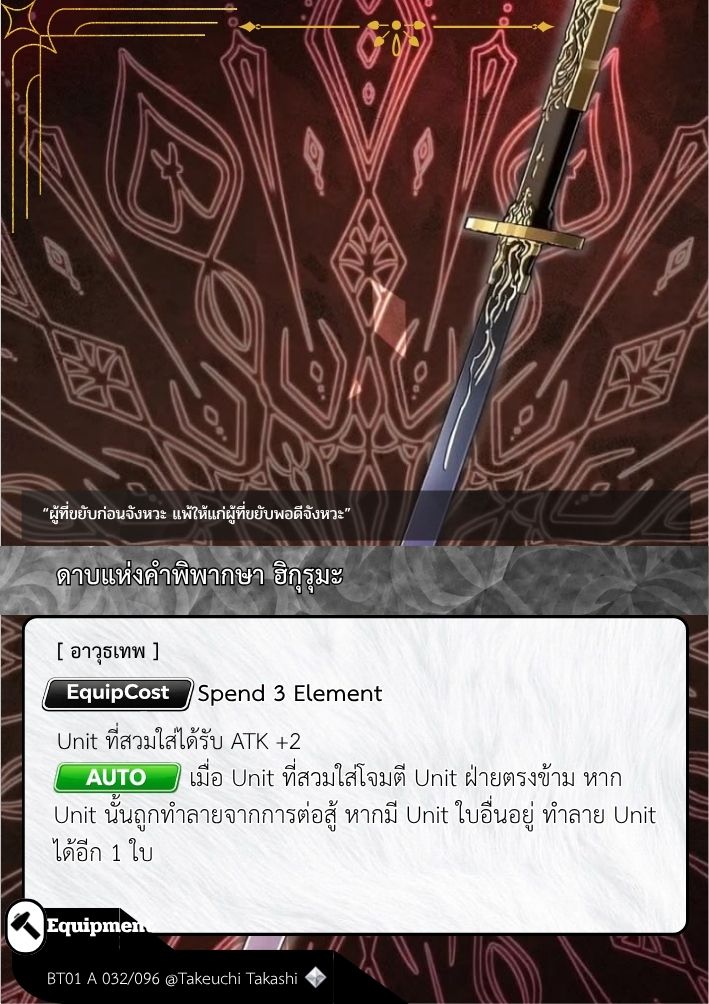 “ผู้ที่ขยับก่อนจังหวะ แพ้ให้แก่ผู้ที่ขยับพอดีจังหวะ”
ดาบแห่งคำพิพากษา ฮิกุรุมะ
[ อาวุธเทพ ]
EquipCost Spend 3 Element
Unit ที่สวมใส่ได้รับ ATK +2
AUTO เมื่อ Unit ที่สวมใส่โจมตี Unit ฝ่ายตรงข้าม หาก
Unit นั้นถูกทำลายจากการต่อสู้ หากมี Unit ใบอื่นอยู่ ทำลาย Unit
ได้อีก 1 ใบ
Equipment
BT01 A 032/096 @Takeuchi Takashi